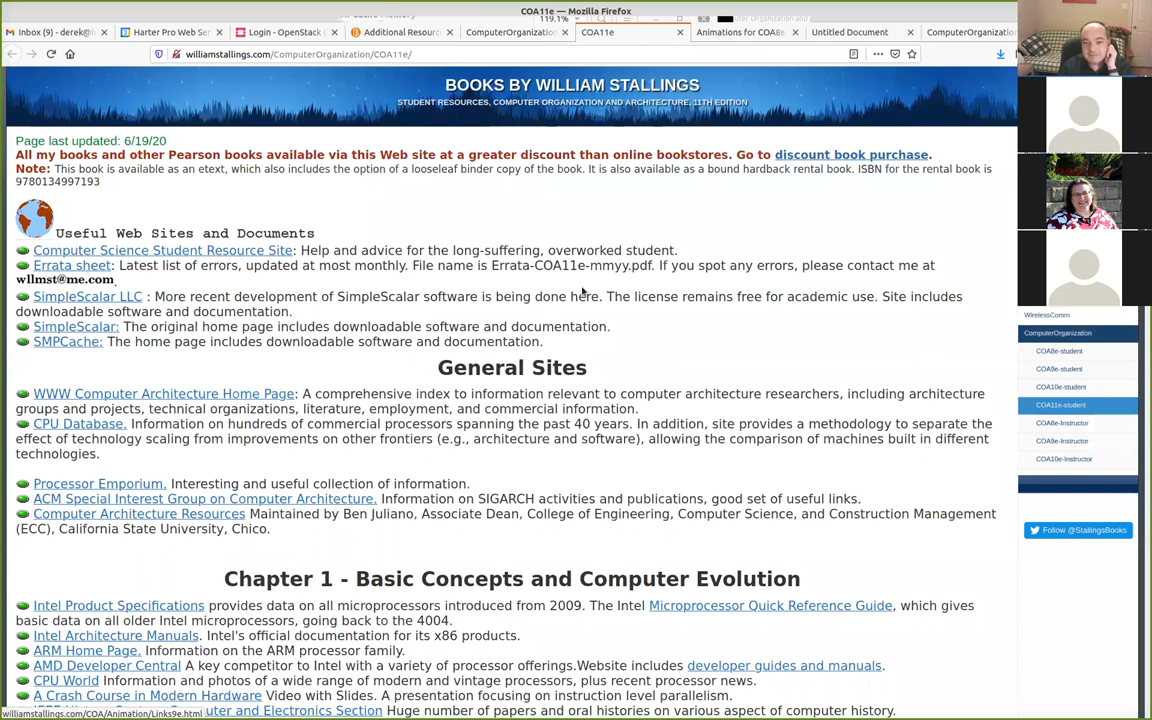 COA11e — Mozilla Firefox
119.1%
Inbox (9) - derek@h
Harter Pro Web Ser
Login - OpenStack
Additional Resourc
ComputerOrganization
COA11e
Animations for COA8e
Untitled Document
ComputerOrganization
williamstallings.com/ComputerOrganization/COA11e/
BOOKS BY WILLIAM STALLINGS
STUDENT RESOURCES, COMPUTER ORGANIZATION AND ARCHITECTURE, 11TH EDITION
Page last updated: 6/19/20
All my books and other Pearson books available via this Web site at a greater discount than online bookstores. Go to discount book purchase.
Note: This book is available as an etext, which also includes the option of a looseleaf binder copy of the book. It is also available as a bound hardback rental book. ISBN for the rental book is
9780134997193
Useful Web Sites and Documents
Computer Science Student Resource Site: Help and advice for the long-suffering, overworked student.
Errata sheet: Latest list of errors, updated at most monthly. File name is Errata-COA11e-mmyy.pdf. If you spot any errors, please contact me at
wllmst@me.com.
SimpleScalar LLC : More recent development of SimpleScalar software is being done here. The license remains free for academic use. Site includes
downloadable software and documentation.
SimpleScalar: The original home page includes downloadable software and documentation.
SMPCache: The home page includes downloadable software and documentation.
General Sites
WWW Computer Architecture Home Page: A comprehensive index to information relevant to computer architecture researchers, including architecture
groups and projects, technical organizations, literature, employment, and commercial information.
CPU Database. Information on hundreds of commercial processors spanning the past 40 years. In addition, site provides a methodology to separate the
effect of technology scaling from improvements on other frontiers (e.g., architecture and software), allowing the comparison of machines built in different
technologies.
Processor Emporium. Interesting and useful collection of information.
ACM Special Interest Group on Computer Architecture. Information on SIGARCH activities and publications, good set of useful links.
Computer Architecture Resources Maintained by Ben Juliano, Associate Dean, College of Engineering, Computer Science, and Construction Management
(ECC), California State University, Chico.
Chapter 1 - Basic Concepts and Computer Evolution
Intel Product Specifications provides data on all microprocessors introduced from 2009. The Intel Microprocessor Quick Reference Guide, which gives
basic data on all older Intel microprocessors, going back to the 4004.
Intel Architecture Manuals. Intel's official documentation for its x86 products.
ARM Home Page. Information on the ARM processor family.
AMD Developer Central A key competitor to Intel with a variety of processor offerings.Website includes developer guides and manuals.
CPU World Information and photos of a wide range of modern and vintage processors, plus recent processor news.
A Crash Course in Modern Hardware Video with Slides. A presentation focusing on instruction level parallelism.
and Electronics Section Huge number of papers and oral histories on various aspect of computer history.
williamstallings.com/COA/Animation/Links9e.html
WirelessComm
ComputerOrganization
COA8e-student
COA9e-student
COA10e-student
COA11e-student
COA8e-Instructor
COA9e-Instructor
COA10e-Instructor
Follow @StallingsBooks